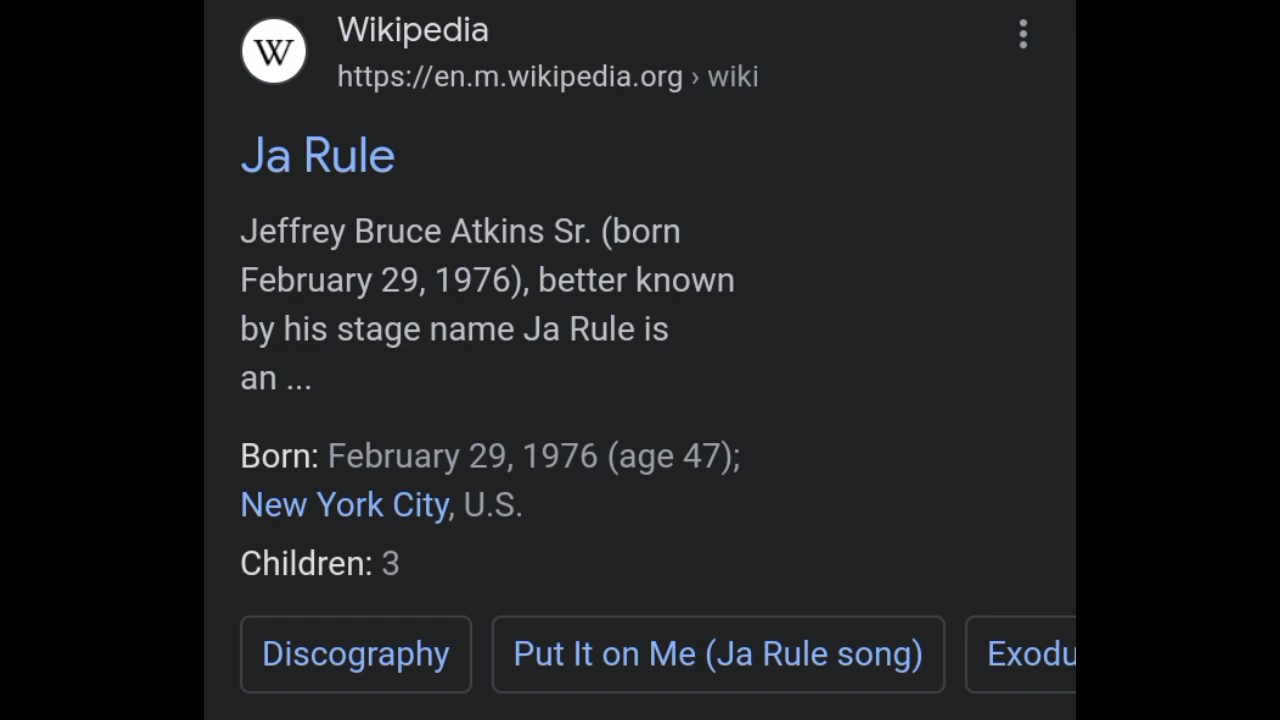 W
Wikipedia
https://en.m.wikipedia.org › wiki
Ja Rule
Jeffrey Bruce Atkins Sr. (born
February 29, 1976), better known
by his stage name Ja Rule is
an ...
Born: February 29, 1976 (age 47);
New York City, U.S.
Children: 3
Discography Put It on Me (Ja Rule song) Exodu